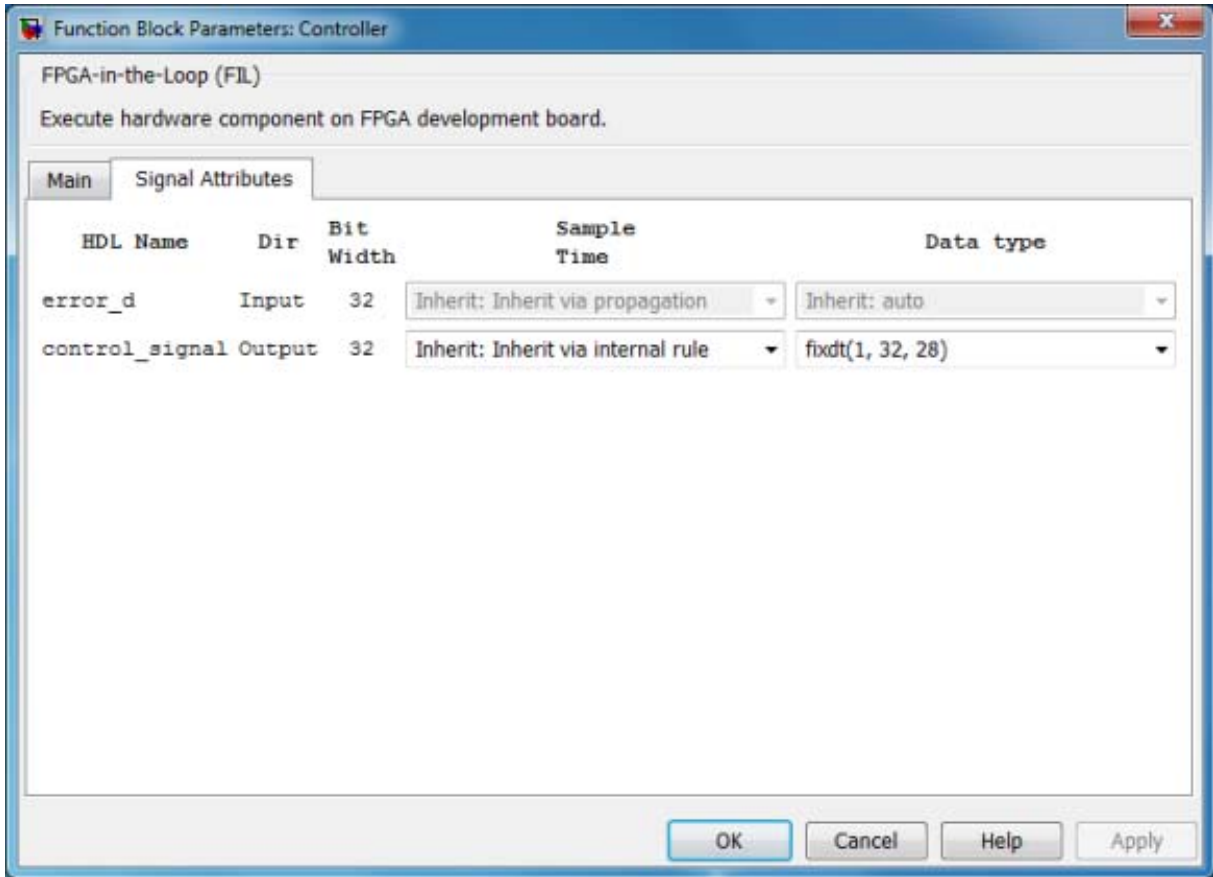 Function Block Parameters: Controller
FPGA-in-the-Loop (FIL)
Execute hardware component on FPGA development board.
Main Signal Attributes
HDL Name Dir Bit Width Sample Time Data type
error_d Input 32 Inherit: Inherit via propagation Inherit: auto
control_signal Output 32 Inherit: Inherit via internal rule fixdt(1, 32, 28)
OK Cancel Help Apply